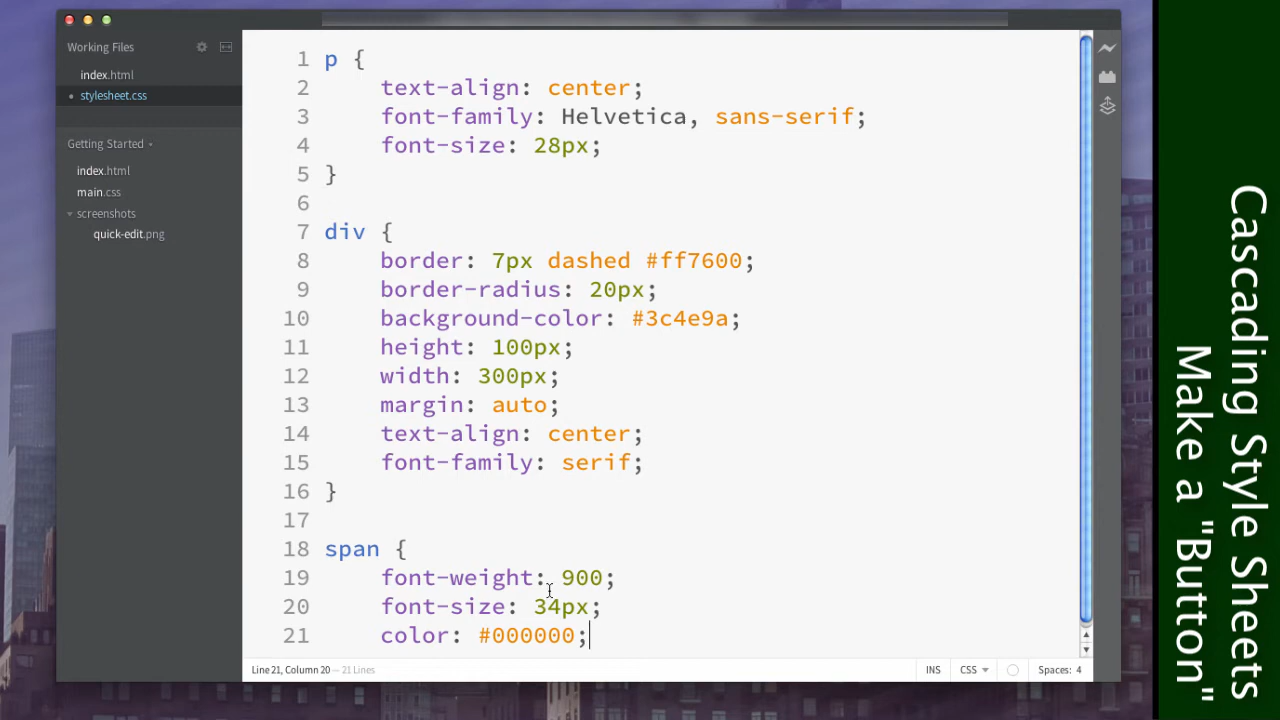 Working Files
index.html
stylesheet.css
Getting Started
index.html
main.css
screenshots
quick-edit.png
1 p {
2 text-align: center;
3 font-family: Helvetica, sans-serif;
4 font-size: 28px;
5 }
6
7 div {
8 border: 7px dashed #ff7600;
9 border-radius: 20px;
10 background-color: #3c4e9a;
11 height: 100px;
12 width: 300px;
13 margin: auto;
14 text-align: center;
15 font-family: serif;
16 }
17
18 span {
19 font-weight: 900;
20 font-size: 34px;
21 color: #000000;
Line 21, Column 20 — 21 Lines
INS
CSS
Spaces: 4
Cascading Style Sheets
Make a "Button"